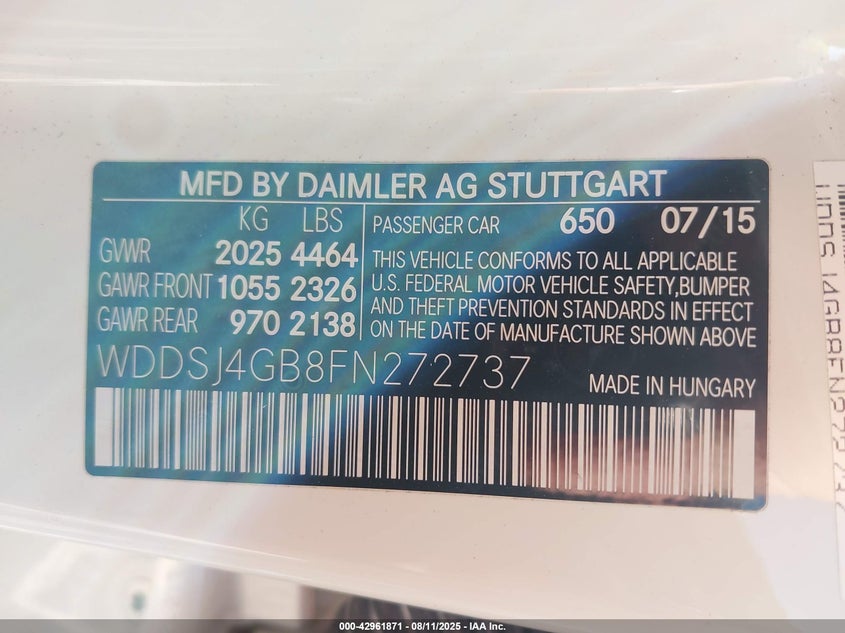 MFD BY DAIMLER AG STUTTGART
KG LBS
GVWR 2025 4464
GAWR FRONT 1055 2326
GAWR REAR 970 2138
PASSENGER CAR 650 07/15
THIS VEHICLE CONFORMS TO ALL APPLICABLE
U.S. FEDERAL MOTOR VEHICLE SAFETY,BUMPER
AND THEFT PREVENTION STANDARDS IN EFFECT
ON THE DATE OF MANUFACTURE SHOWN ABOVE
WDDSJ4GB8FN272737
MADE IN HUNGARY
WDDSJ4GB8FN272737
000-42961871 - 08/11/2025 - IAA Inc.